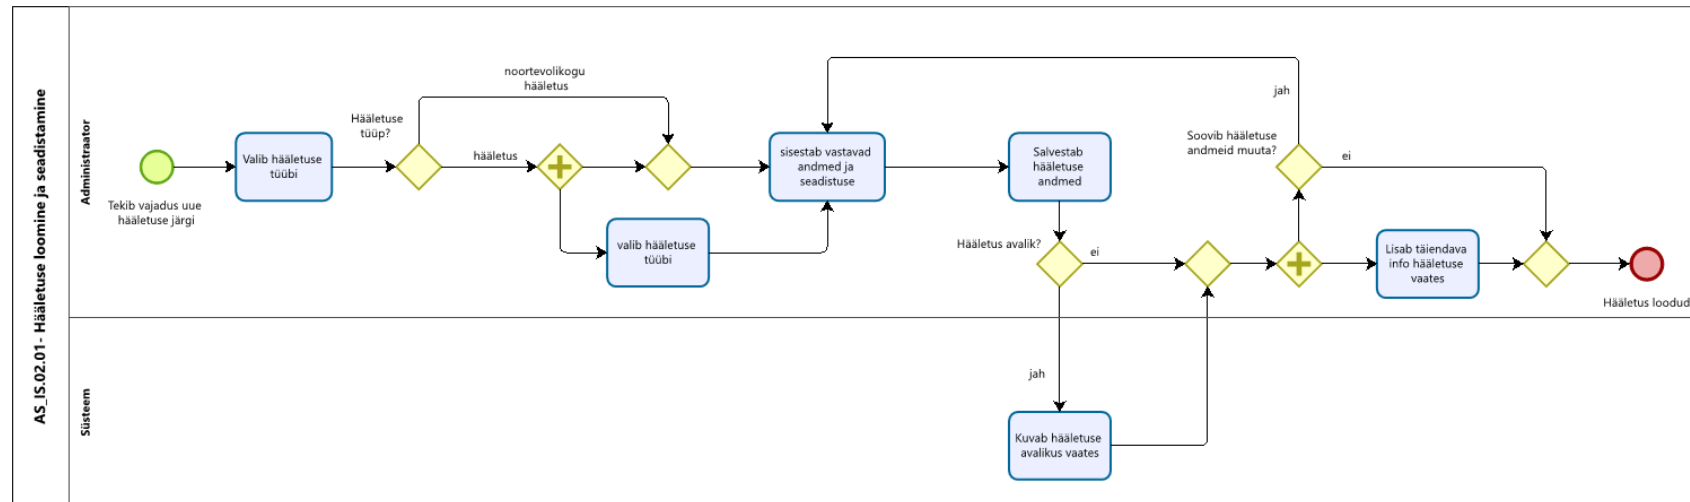 AS_IS.02.01- Hääletuse loomine ja seadistamine
Administraator
Tekib vajadus uue
hääletuse järgi
Valib hääletuse
tüübi
Hääletuse
tüüp?
noortevolikogu
hääletus
hääletus
valib hääletuse
tüübi
sisestab vastavad
andmed ja
seadistuse
Salvestab
hääletuse
andmed
Hääletus avalik?
ei
jah
Soovib hääletuse
andmeid muuta?
jah
ei
Lisab täiendava
info hääletuse
vaates
Hääletus loodud
Süsteem
Kuvab hääletuse
avalikus vaates